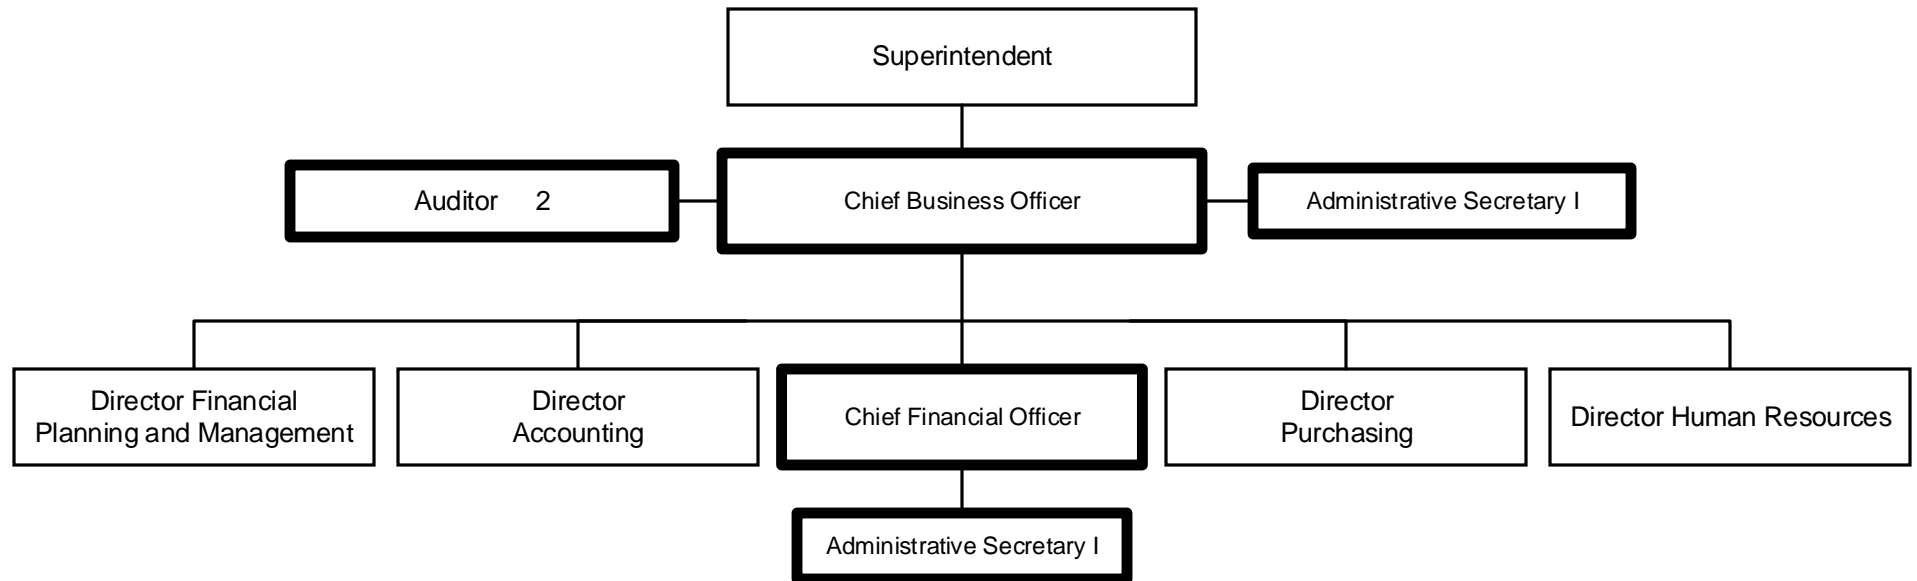 Superintendent
Auditor 2
Chief Business Officer
Administrative Secretary I
Director Financial
Planning and Management
Director
Accounting
Chief Financial Officer
Director
Purchasing
Director Human Resources
Administrative Secretary I